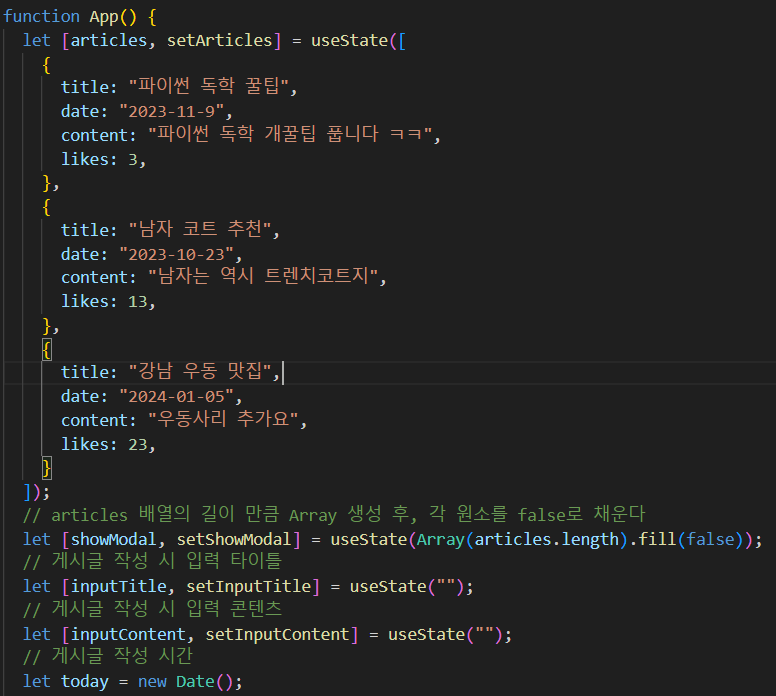 function App() {
let [articles, setArticles] = useState([
{
title: "파이썬 독학 꿀팁",
date: "2023-11-9",
content: "파이썬 독학 개꿀팁 풉니다 ㅋㅋ",
likes: 3,
},
{
title: "남자 코트 추천",
date: "2023-10-23",
content: "남자는 역시 트렌치코트지",
likes: 13,
},
{
title: "강남 우동 맛집",
date: "2024-01-05",
content: "우동사리 추가요",
likes: 23,
}
]);
// articles 배열의 길이 만큼 Array 생성 후, 각 원소를 false로 채운다
let [showModal, setShowModal] = useState(Array(articles.length).fill(false));
// 게시글 작성 시 입력 타이틀
let [inputTitle, setInputTitle] = useState("");
// 게시글 작성 시 입력 콘텐츠
let [inputContent, setInputContent] = useState("");
// 게시글 작성 시간
let today = new Date();